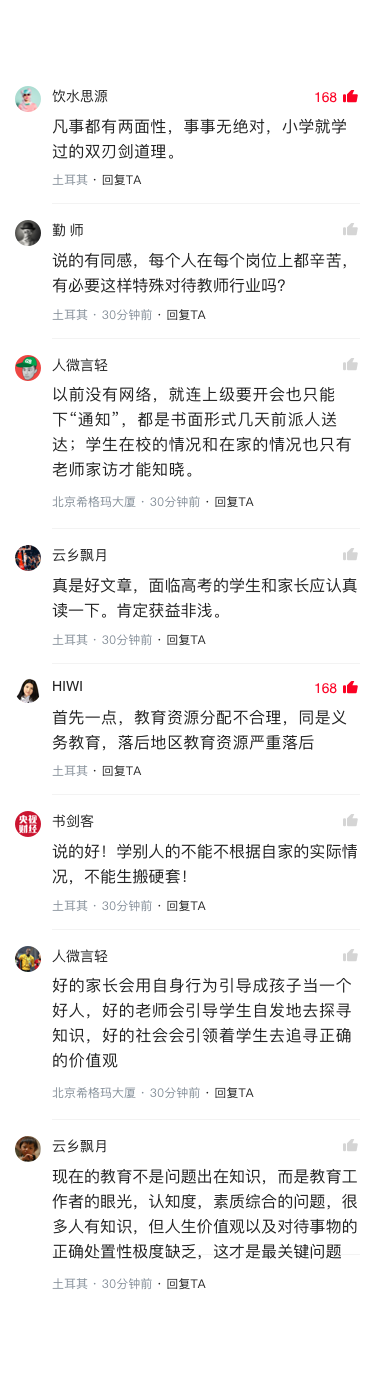 饮水思源
168
凡事都有两面性，事事无绝对，小学就学
过的双刃剑道理。
土耳其 · 回复TA
勤 师
说的有同感，每个人在每个岗位上都辛苦，
有必要这样特殊对待教师行业吗？
土耳其 · 30分钟前 · 回复TA
人微言轻
以前没有网络，就连上级要开会也只能
下“通知”，都是书面形式几天前派人送
达；学生在校的情况和在家的情况也只有
老师家访才能知晓。
北京希格玛大厦 · 30分钟前 · 回复TA
云乡飘月
真是好文章，面临高考的学生和家长应认真
读一下。肯定获益非浅。
土耳其 · 30分钟前 · 回复TA
HIWI
168
首先一点，教育资源分配不合理，同是义
务教育，落后地区教育资源严重落后
土耳其 · 回复TA
央视
财经
书剑客
说的好！学别人的不能不根据自家的实际情
况，不能生搬硬套！
土耳其 · 30分钟前 · 回复TA
人微言轻
好的家长会用自身行为引导成孩子当一个
好人，好的老师会引导学生自发地去探寻
知识，好的社会会引领着学生去追寻正确
的价值观
北京希格玛大厦 · 30分钟前 · 回复TA
云乡飘月
现在的教育不是问题出在知识，而是教育工
作者的眼光，认知度，素质综合的问题，很
多人有知识，但人生价值观以及对待事物的
正确处置性极度缺乏，这才是最关键问题
土耳其 · 30分钟前 · 回复TA